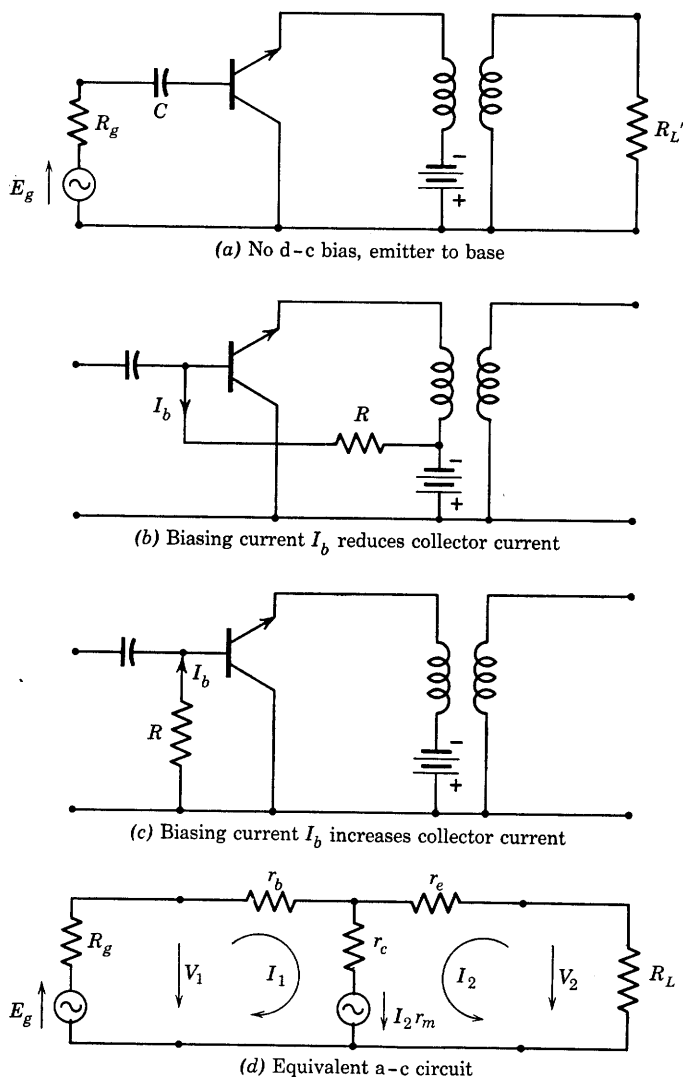 C
R_g
E_g
R_L'
−
+
(a) No d-c bias, emitter to base
I_b
R
−
+
(b) Biasing current I_b reduces collector current
I_b
R
−
+
(c) Biasing current I_b increases collector current
r_b
r_e
R_g
r_c
V_1
I_1
I_2
V_2
R_L
E_g
I_2 r_m
(d) Equivalent a-c circuit